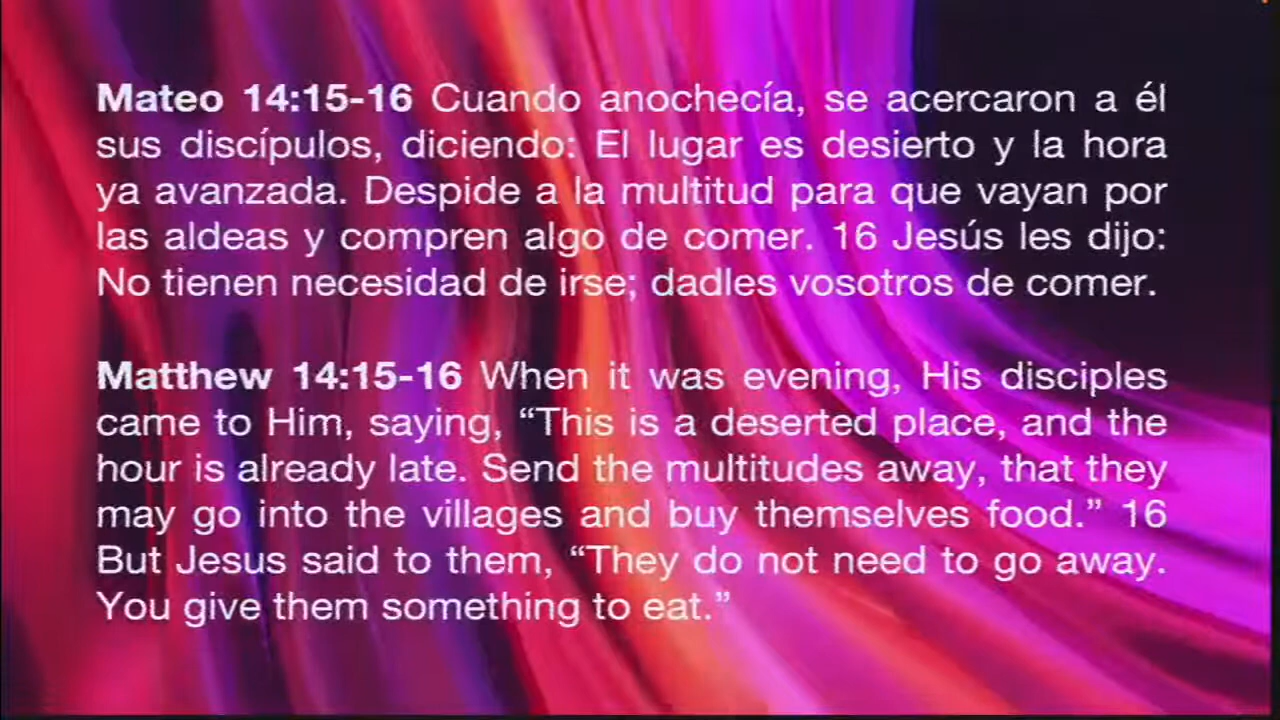 Mateo 14:15-16 Cuando anochecía, se acercaron a él
sus discípulos, diciendo: El lugar es desierto y la hora
ya avanzada. Despide a la multitud para que vayan por
las aldeas y compren algo de comer. 16 Jesús les dijo:
No tienen necesidad de irse; dadles vosotros de comer.
Matthew 14:15-16 When it was evening, His disciples
came to Him, saying, “This is a deserted place, and the
hour is already late. Send the multitudes away, that they
may go into the villages and buy themselves food.” 16
But Jesus said to them, “They do not need to go away.
You give them something to eat.”